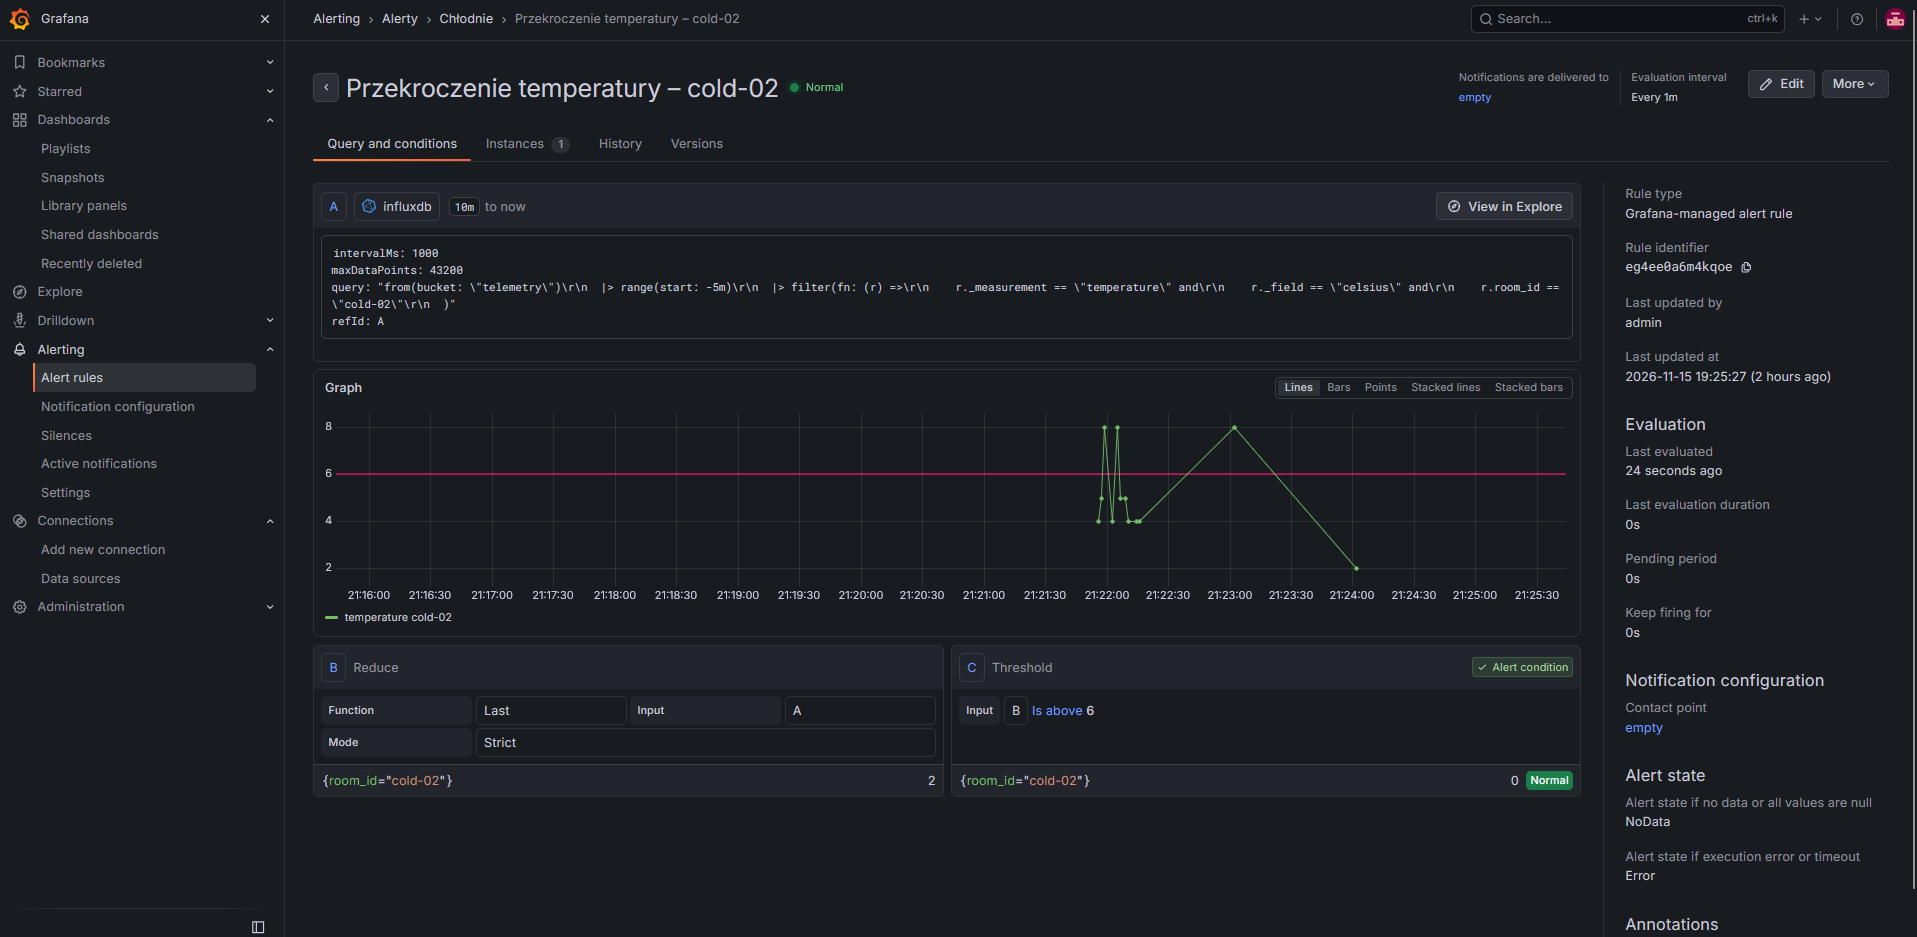 Grafana
Alerting › Alerty › Chłodnie › Przekroczenie temperatury – cold-02
Search... ctrl+k
Bookmarks
Starred
Dashboards
Playlists
Snapshots
Library panels
Shared dashboards
Recently deleted
Explore
Drilldown
Alerting
Alert rules
Notification configuration
Silences
Active notifications
Settings
Connections
Add new connection
Data sources
Administration
Przekroczenie temperatury – cold-02 Normal
Notifications are delivered to
empty
Evaluation interval
Every 1m
Edit
More
Query and conditions Instances 1 History Versions
A influxdb 10m to now
View in Explore
intervalMs: 1000
maxDataPoints: 43200
query: "from(bucket: \"telemetry\")\r\n  |> range(start: -5m)\r\n  |> filter(fn: (r) =>\r\n    r._measurement == \"temperature\" and\r\n    r._field == \"celsius\" and\r\n    r.room_id ==
\"cold-02\"\r\n  )"
refId: A
Graph
Lines Bars Points Stacked lines Stacked bars
8
6
4
2
21:16:00 21:16:30 21:17:00 21:17:30 21:18:00 21:18:30 21:19:00 21:19:30 21:20:00 21:20:30 21:21:00 21:21:30 21:22:00 21:22:30 21:23:00 21:23:30 21:24:00 21:24:30 21:25:00 21:25:30
temperature cold-02
B Reduce
Function Last Input A
Mode Strict
{room_id="cold-02"} 2
C Threshold
Alert condition
Input B Is above 6
{room_id="cold-02"} 0 Normal
Rule type
Grafana-managed alert rule
Rule identifier
eg4ee0a6m4kqoe
Last updated by
admin
Last updated at
2026-11-15 19:25:27 (2 hours ago)
Evaluation
Last evaluated
24 seconds ago
Last evaluation duration
0s
Pending period
0s
Keep firing for
0s
Notification configuration
Contact point
empty
Alert state
Alert state if no data or all values are null
NoData
Alert state if execution error or timeout
Error
Annotations